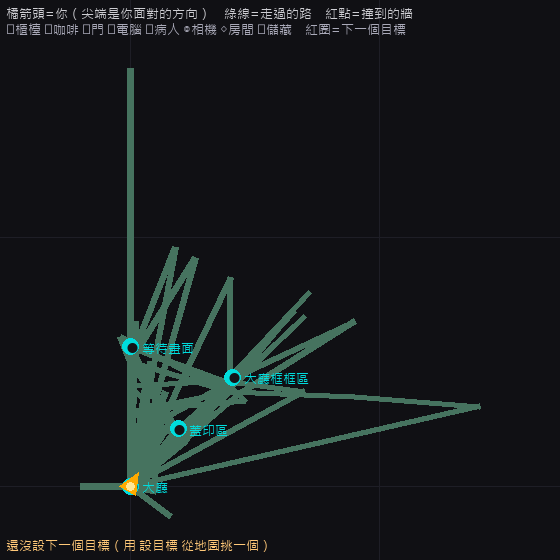 橘箭頭=你（尖端是你面對的方向） 綠線=走過的路 紅點=撞到的牆
櫃檯 咖啡 門 電腦 病人 相機 房間 儲藏 紅圈=下一個目標
等待畫面
大廳框框區
蓋印區
大廳
還沒設下一個目標（用 設目標 從地圖挑一個）